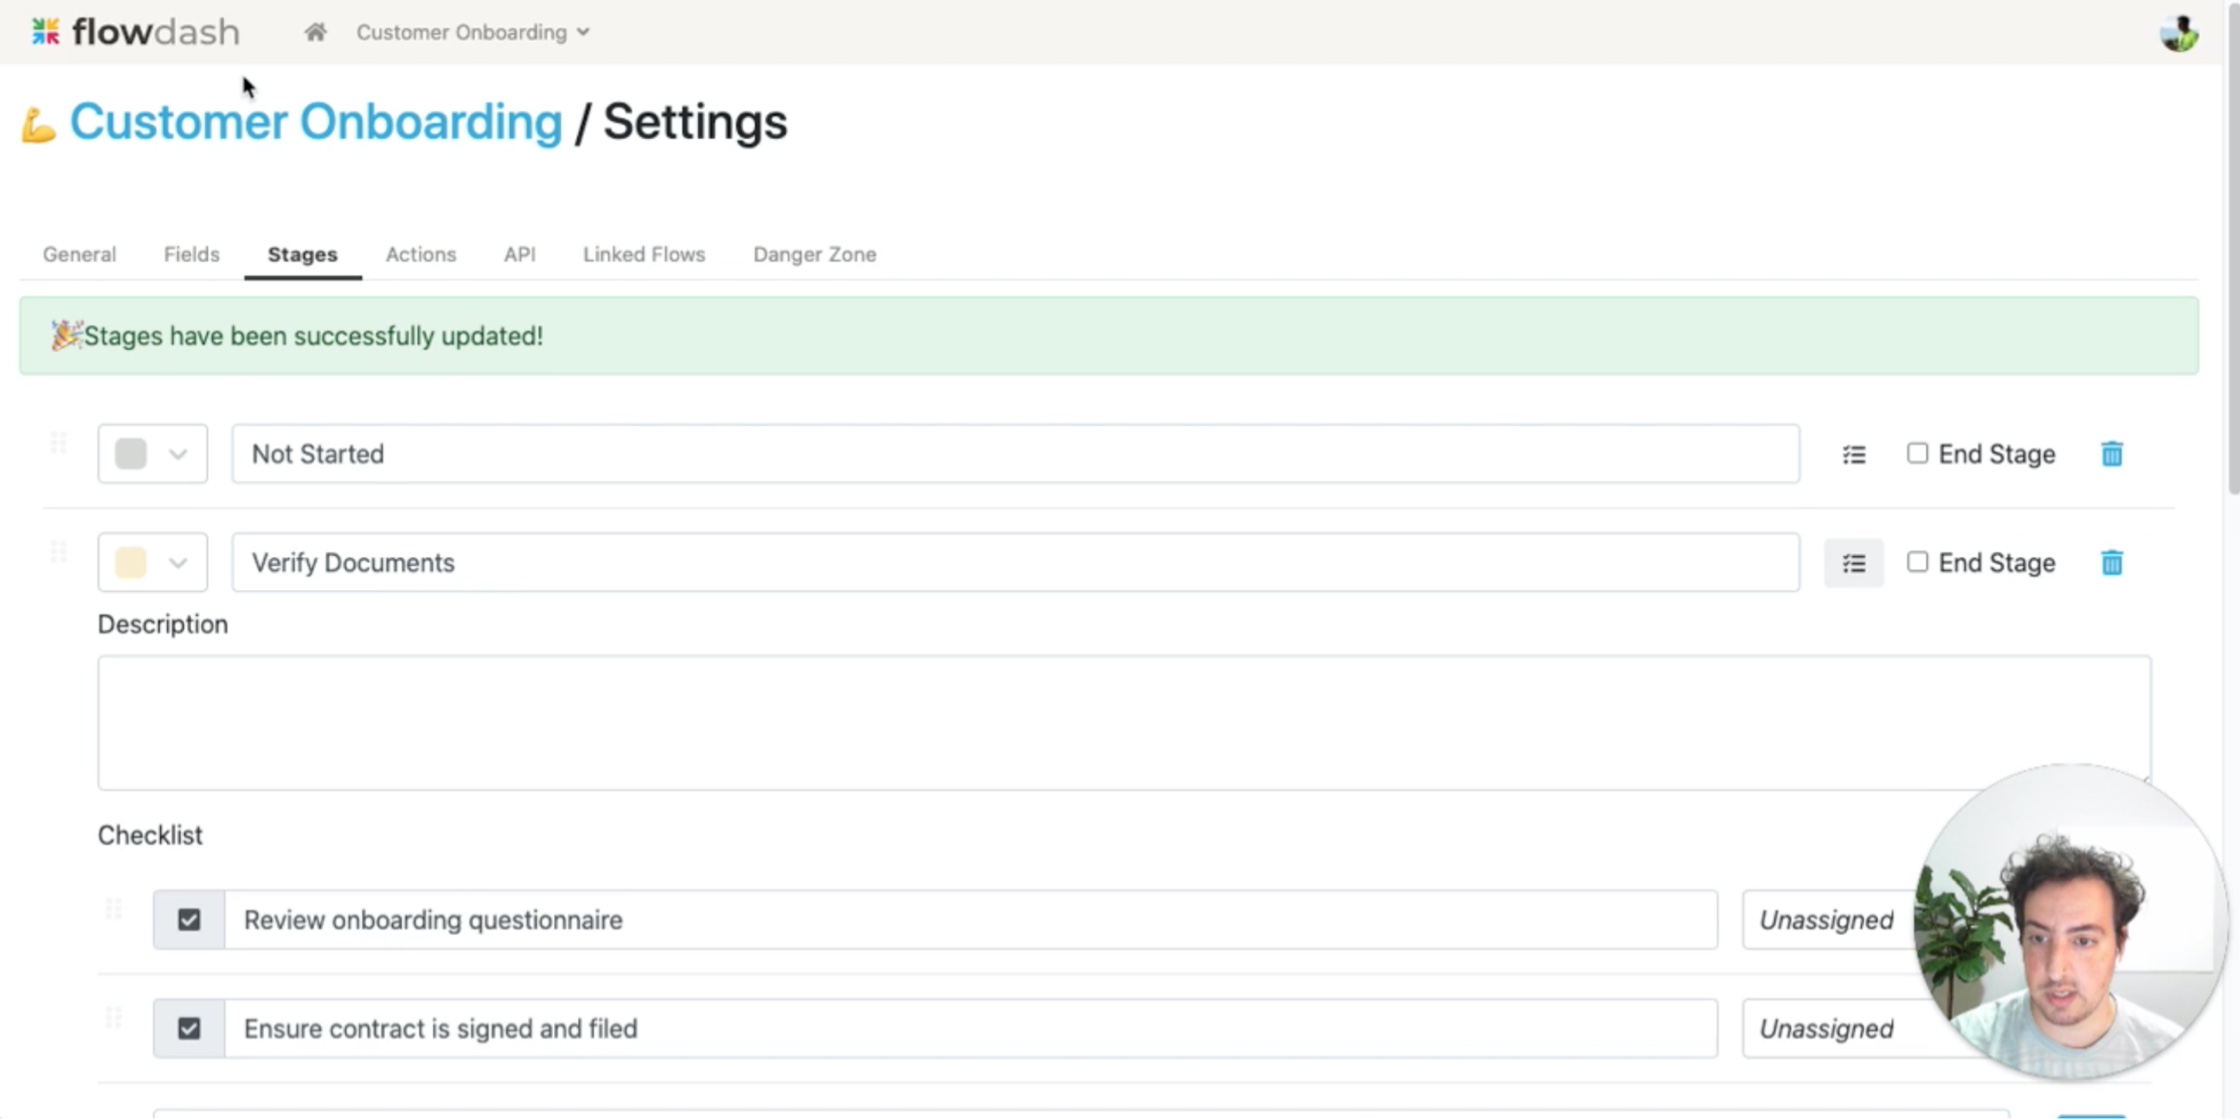 flowdash
Customer Onboarding
Customer Onboarding / Settings
General Fields Stages Actions API Linked Flows Danger Zone
Stages have been successfully updated!
Not Started End Stage
Verify Documents End Stage
Description
Checklist
Review onboarding questionnaire Unassigned
Ensure contract is signed and filed Unassigned